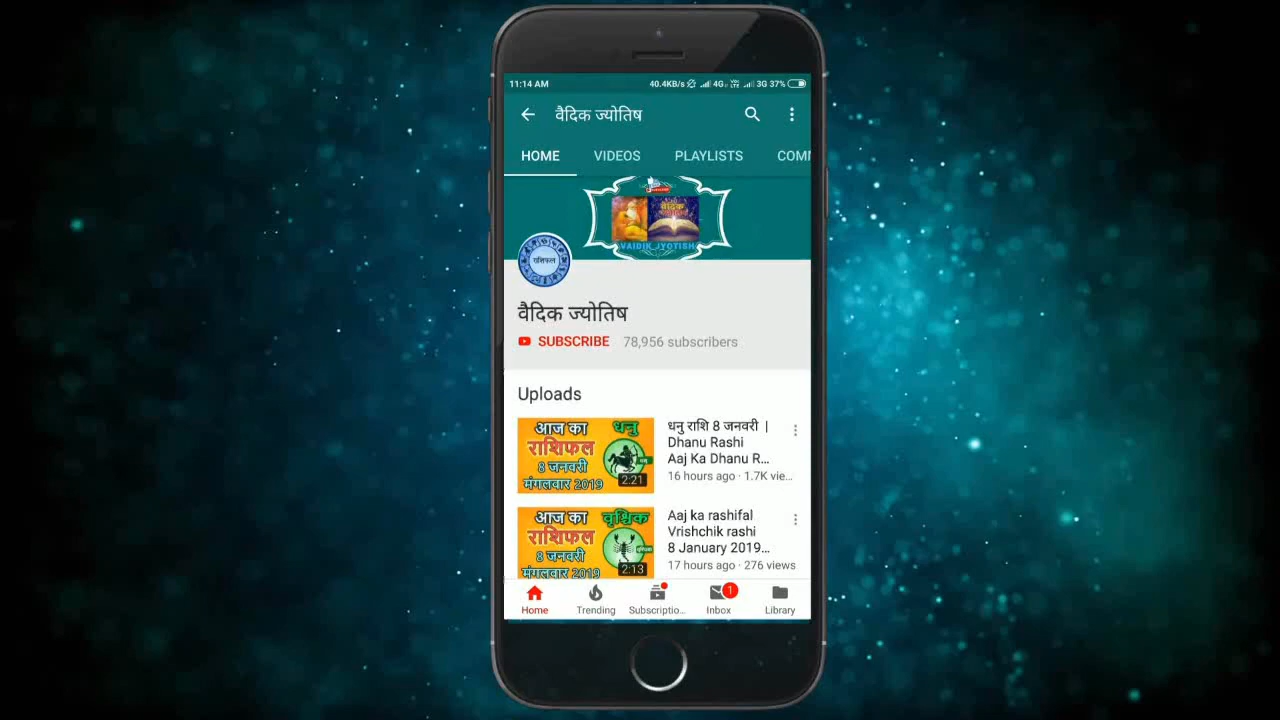 11:14 AM 40.4KB/s 4G 3G 37%
वैदिक ज्योतिष
HOME VIDEOS PLAYLISTS COMM
वैदिक
VAIDIK JYOTISH
राशिफल
वैदिक ज्योतिष
SUBSCRIBE 78,956 subscribers
Uploads
आज का धनु
राशिफल
8 जनवरी
मंगलवार 2019
2:21
धनु राशि 8 जनवरी |
Dhanu Rashi
Aaj Ka Dhanu R...
16 hours ago · 1.7K vie...
आज का वृश्चिक
राशिफल
8 जनवरी
मंगलवार 2019
2:13
Aaj ka rashifal
Vrishchik rashi
8 January 2019...
17 hours ago · 276 views
1
Home Trending Subscriptio... Inbox Library